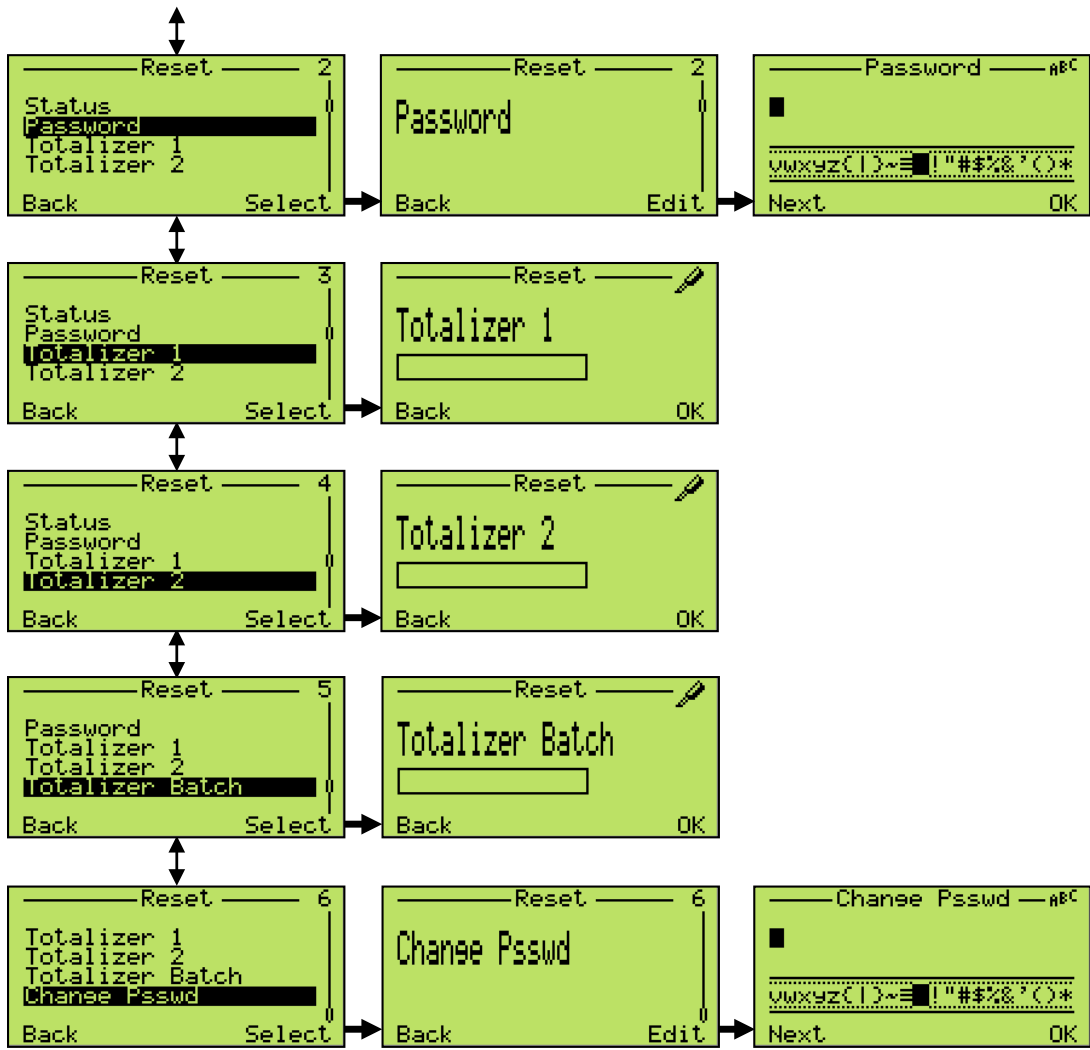 Reset 2
Status
Password
Totalizer 1
Totalizer 2
Back Select
Reset 2
Password
Back Edit
Password ABC
vwxyz{|}~≡ !"#$%&'()*
Next OK
Reset 3
Status
Password
Totalizer 1
Totalizer 2
Back Select
Reset
Totalizer 1
Back OK
Reset 4
Status
Password
Totalizer 1
Totalizer 2
Back Select
Reset
Totalizer 2
Back OK
Reset 5
Password
Totalizer 1
Totalizer 2
Totalizer Batch
Back Select
Reset
Totalizer Batch
Back OK
Reset 6
Totalizer 1
Totalizer 2
Totalizer Batch
Change Psswd
Back Select
Reset 6
Change Psswd
Back Edit
Change Psswd ABC
vwxyz{|}~≡ !"#$%&'()*
Next OK